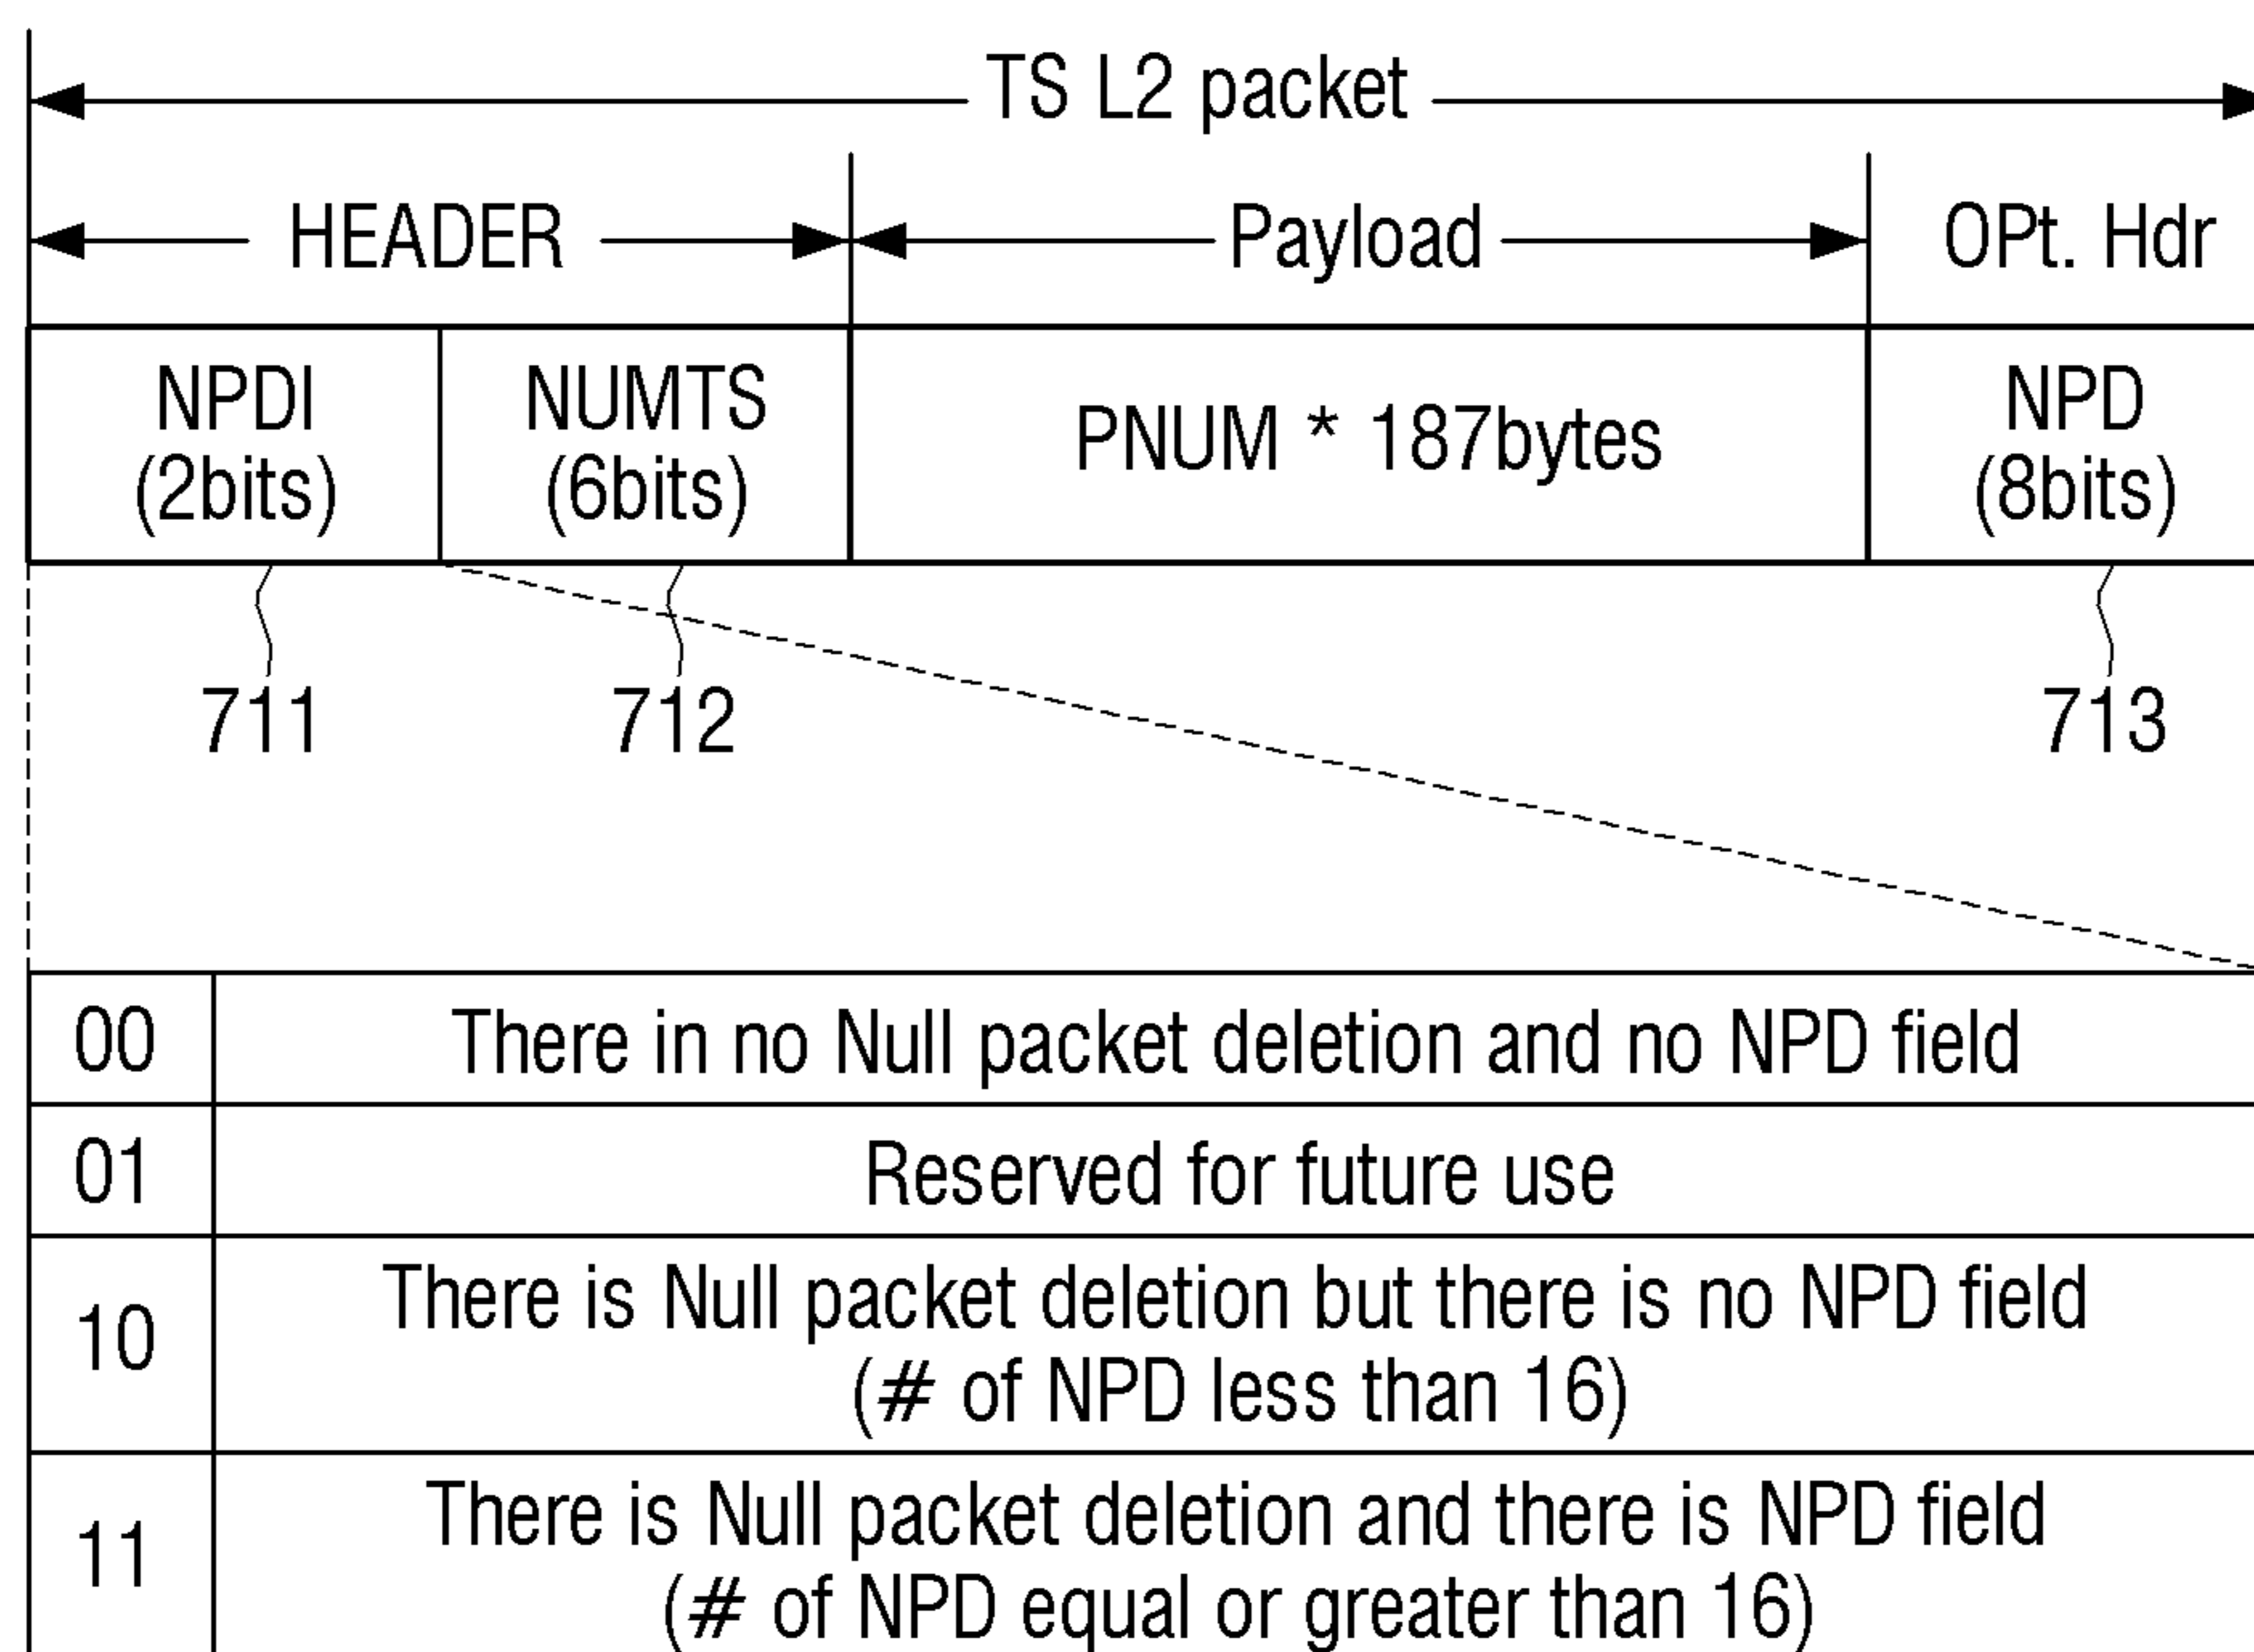 TS L2 packet
HEADER Payload OPt. Hdr
NPDI NUMTS PNUM * 187bytes NPD
(2bits) (6bits) (8bits)
711 712 713
00 There in no Null packet deletion and no NPD field
01 Reserved for future use
10 There is Null packet deletion but there is no NPD field
(# of NPD less than 16)
11 There is Null packet deletion and there is NPD field
(# of NPD equal or greater than 16)